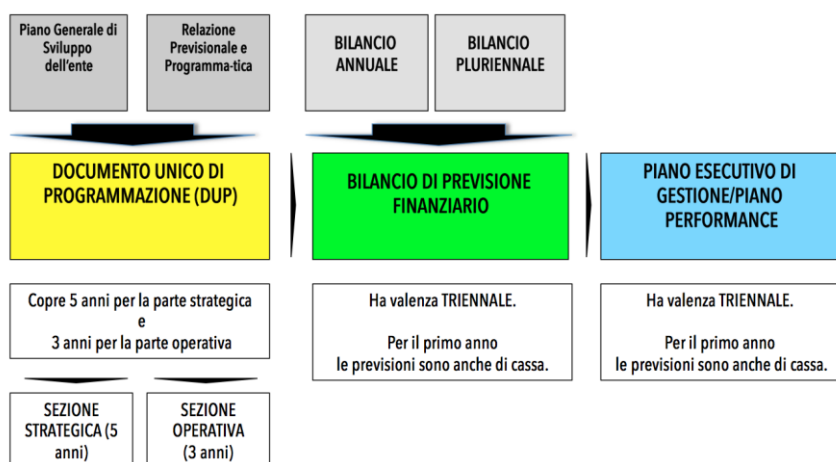 Piano Generale di
Sviluppo
dell'ente
Relazione
Previsionale e
Programma-tica
BILANCIO
ANNUALE
BILANCIO
PLURIENNALE
DOCUMENTO UNICO DI
PROGRAMMAZIONE (DUP)
BILANCIO DI PREVISIONE
FINANZIARIO
PIANO ESECUTIVO DI
GESTIONE/PIANO
PERFORMANCE
Copre 5 anni per la parte strategica
e
3 anni per la parte operativa
Ha valenza TRIENNALE.
Per il primo anno
le previsioni sono anche di cassa.
Ha valenza TRIENNALE.
Per il primo anno
le previsioni sono anche di cassa.
SEZIONE
STRATEGICA (5
anni)
SEZIONE
OPERATIVA
(3 anni)